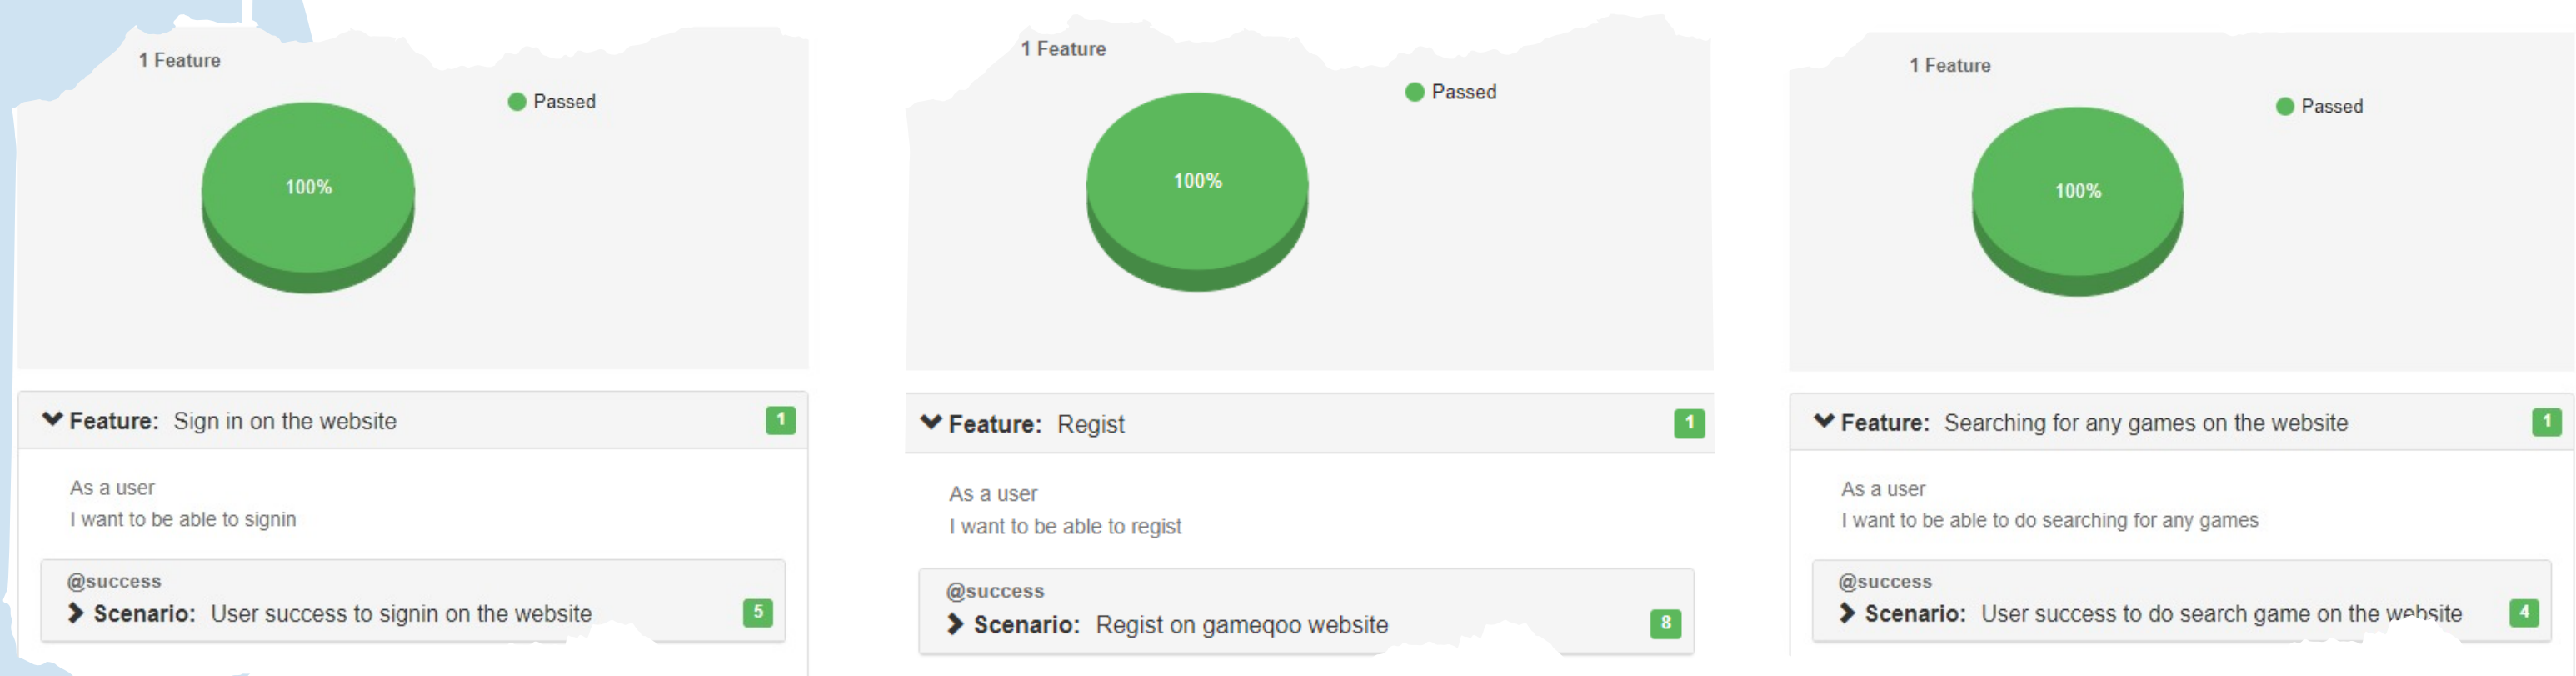 1 Feature
Passed
100%
Feature: Sign in on the website 1
As a user
I want to be able to signin
@success
Scenario: User success to signin on the website 5
1 Feature
Passed
100%
Feature: Regist 1
As a user
I want to be able to regist
@success
Scenario: Regist on gameqoo website 8
1 Feature
Passed
100%
Feature: Searching for any games on the website 1
As a user
I want to be able to do searching for any games
@success
Scenario: User success to do search game on the website 4